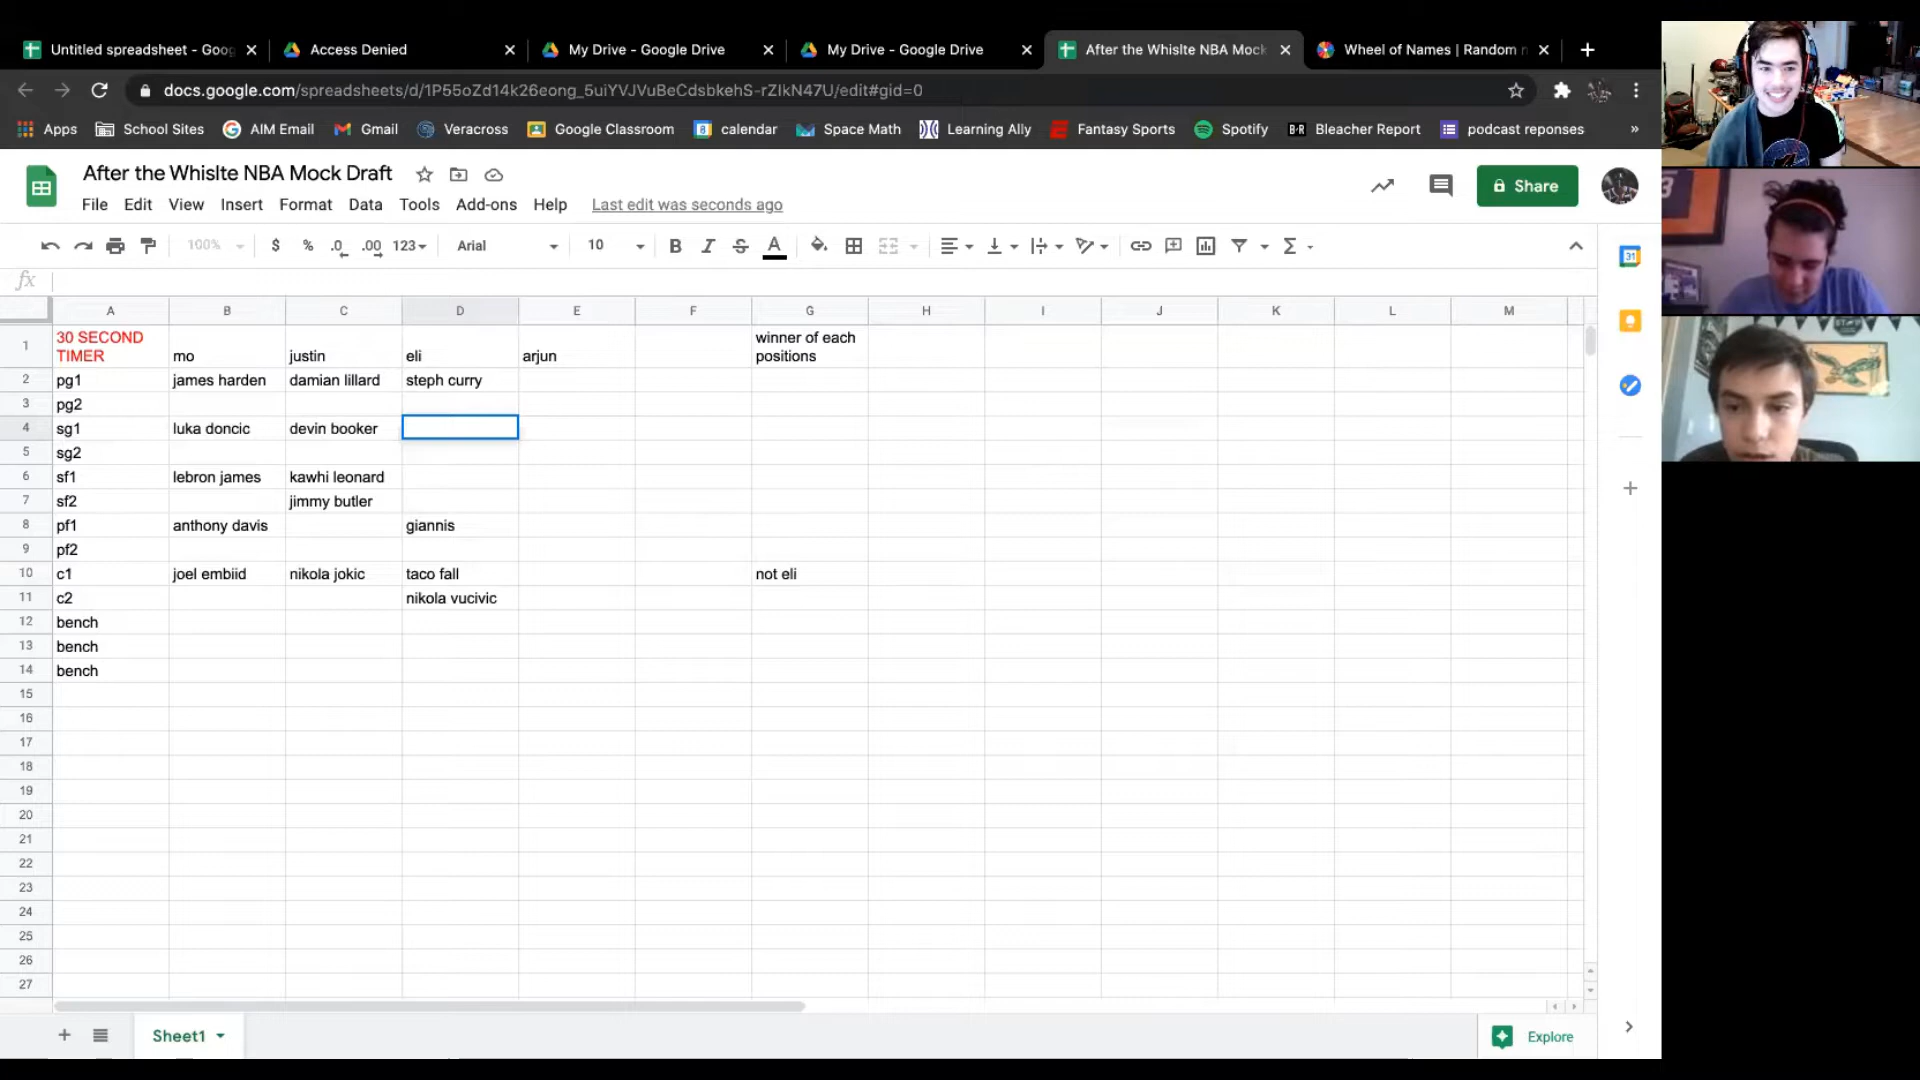 Untitled spreadsheet - Goog
Access Denied
My Drive - Google Drive
My Drive - Google Drive
After the Whislte NBA Mock
Wheel of Names | Random n
docs.google.com/spreadsheets/d/1P55oZd14k26eong_5uiYVJVuBeCdsbkehS-rZIkN47U/edit#gid=0
Apps School Sites AIM Email Gmail Veracross Google Classroom calendar Space Math Learning Ally Fantasy Sports Spotify B/R Bleacher Report podcast reponses »
After the Whislte NBA Mock Draft
Share
File Edit View Insert Format Data Tools Add-ons Help Last edit was seconds ago
100% $ % .0 .00 123 Arial 10 B I S A Σ
31
fx
A B C D E F G H I J K L M
1 30 SECOND TIMER mo justin eli arjun winner of each positions
2 pg1 james harden damian lillard steph curry
3 pg2
4 sg1 luka doncic devin booker
5 sg2
6 sf1 lebron james kawhi leonard
7 sf2 jimmy butler
8 pf1 anthony davis giannis
9 pf2
10 c1 joel embiid nikola jokic taco fall not eli
11 c2 nikola vucivic
12 bench
13 bench
14 bench
15
16
17
18
19
20
21
22
23
24
25
26
27
Sheet1
Explore